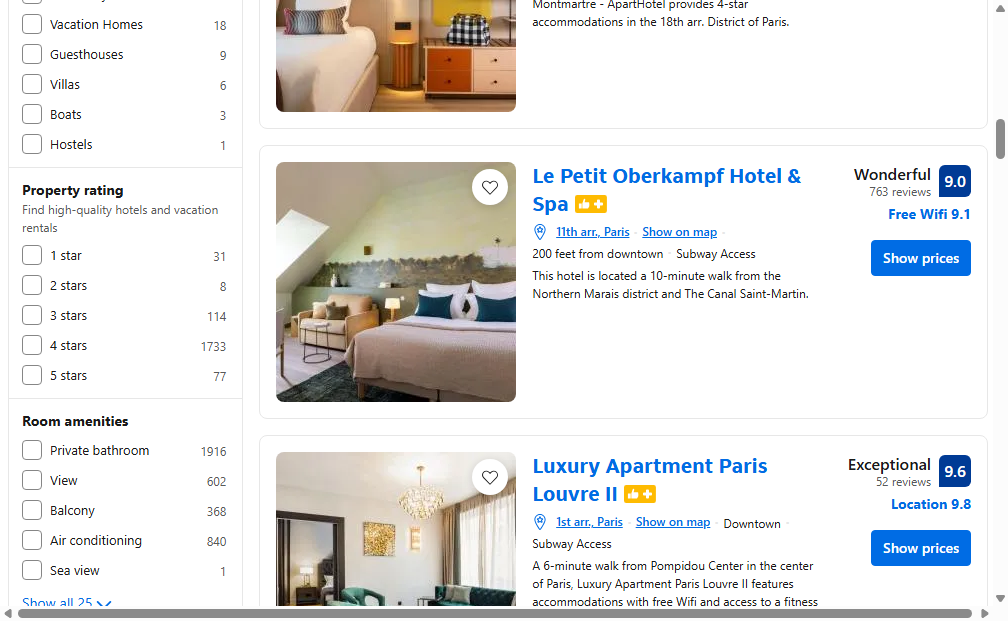 Vacation Homes 18
Guesthouses 9
Villas 6
Boats 3
Hostels 1
Property rating
Find high-quality hotels and vacation
rentals
1 star 31
2 stars 8
3 stars 114
4 stars 1733
5 stars 77
Room amenities
Private bathroom 1916
View 602
Balcony 368
Air conditioning 840
Sea view 1
Show all 25
Montmartre - ApartHotel provides 4-star
accommodations in the 18th arr. District of Paris.
Le Petit Oberkampf Hotel &
Spa
11th arr., Paris · Show on map ·
200 feet from downtown · Subway Access
This hotel is located a 10-minute walk from the
Northern Marais district and The Canal Saint-Martin.
Wonderful 9.0
763 reviews
Free Wifi 9.1
Show prices
Luxury Apartment Paris
Louvre II
1st arr., Paris · Show on map · Downtown ·
Subway Access
A 6-minute walk from Pompidou Center in the center
of Paris, Luxury Apartment Paris Louvre II features
accommodations with free Wifi and access to a fitness
Exceptional 9.6
52 reviews
Location 9.8
Show prices